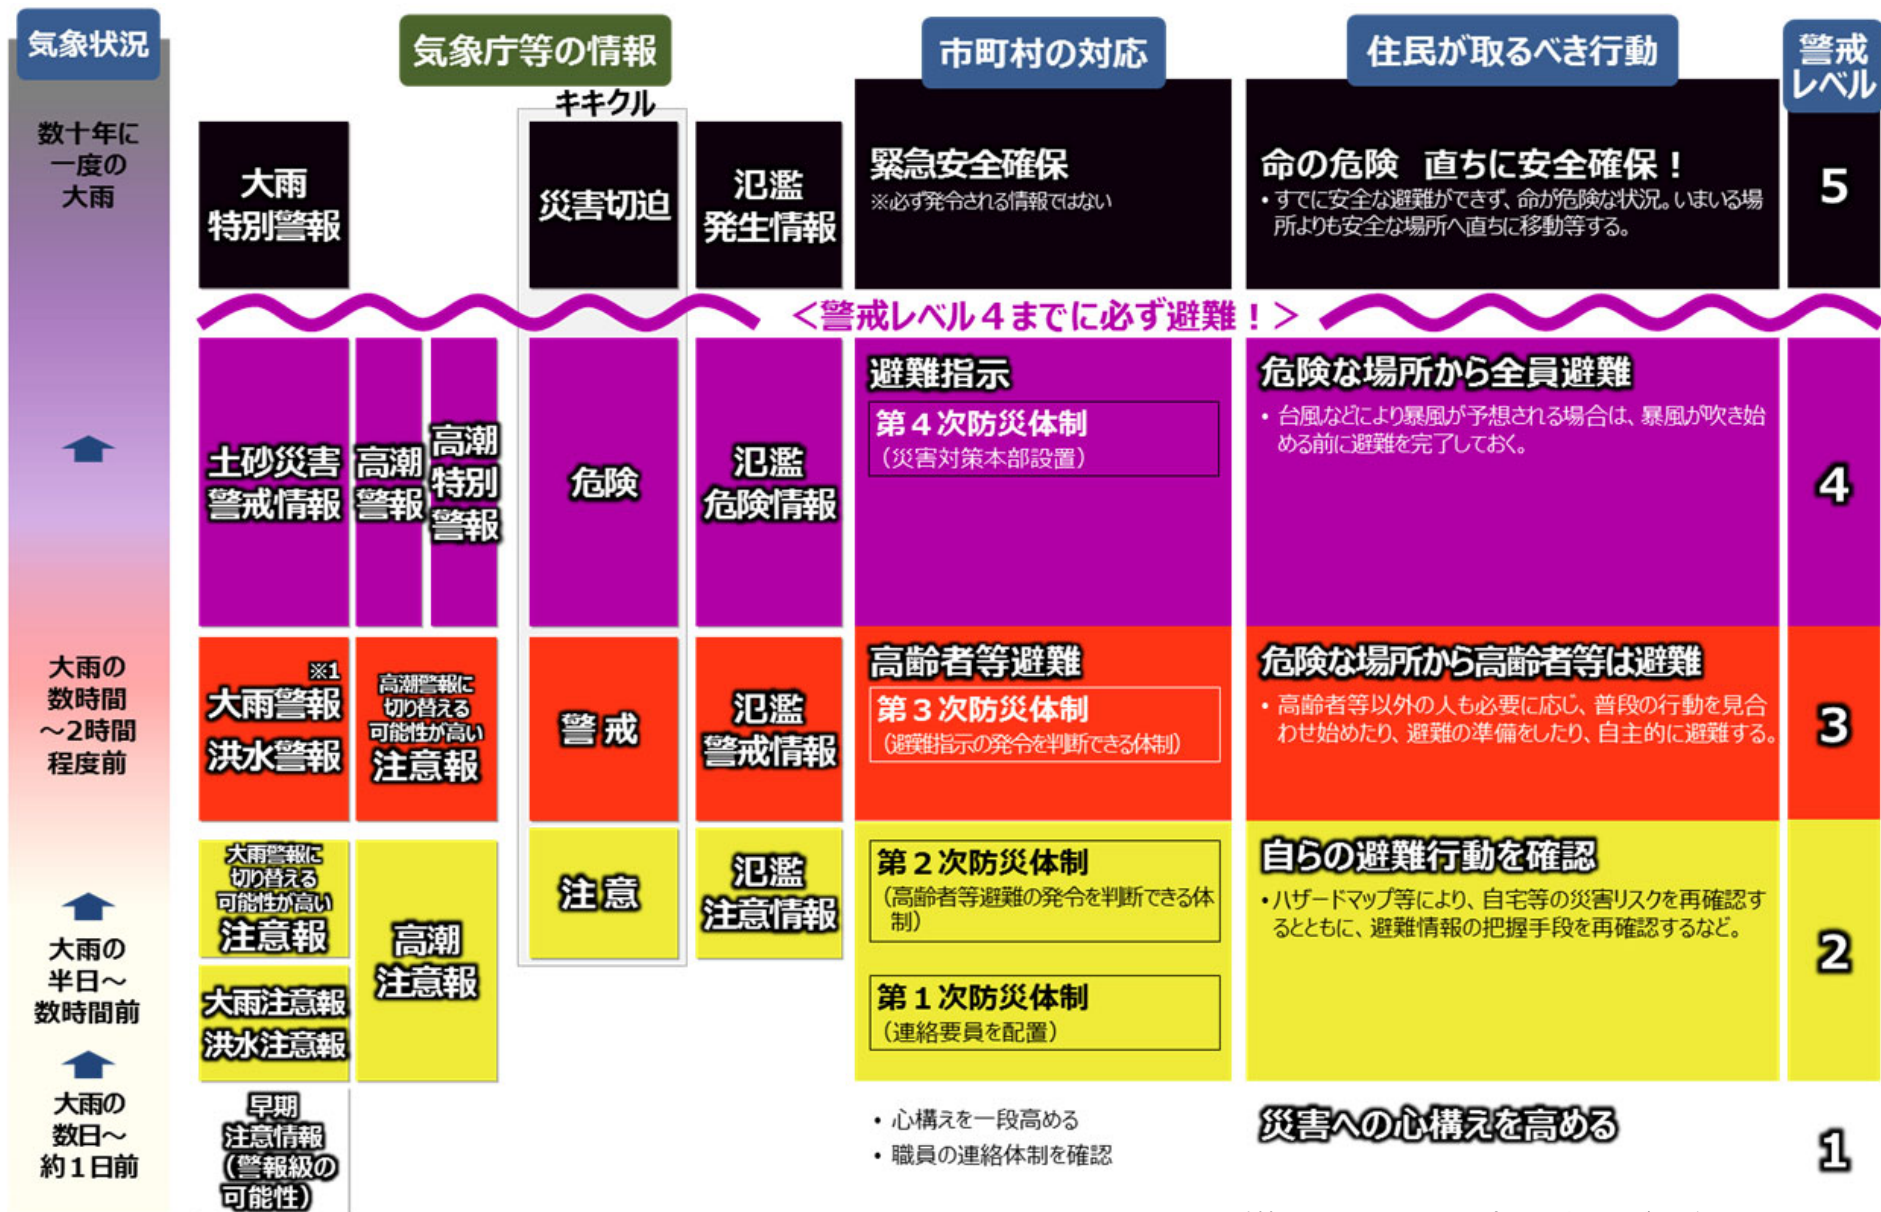 気象状況
気象庁等の情報
市町村の対応
住民が取るべき行動
警戒
レベル
キキクル
数十年に
一度の
大雨
大雨
特別警報
災害切迫
氾濫
発生情報
緊急安全確保
※必ず発令される情報ではない
命の危険 直ちに安全確保！
・すでに安全な避難ができず、命が危険な状況。いまいる場
所よりも安全な場所へ直ちに移動等する。
5
＜警戒レベル４までに必ず避難！＞
土砂災害
警戒情報
高潮
警報
高潮
特別
警報
危険
氾濫
危険情報
避難指示
第４次防災体制
（災害対策本部設置）
危険な場所から全員避難
・台風などにより暴風が予想される場合は、暴風が吹き始
める前に避難を完了しておく。
4
大雨の
数時間
～2時間
程度前
※1
大雨警報
洪水警報
高潮警報に
切り替える
可能性が高い
注意報
警戒
氾濫
警戒情報
高齢者等避難
第３次防災体制
（避難指示の発令を判断できる体制）
危険な場所から高齢者等は避難
・高齢者等以外の人も必要に応じ、普段の行動を見合
わせ始めたり、避難の準備をしたり、自主的に避難する。
3
大雨の
半日～
数時間前
大雨警報に
切り替える
可能性が高い
注意報
大雨注意報
洪水注意報
高潮
注意報
注意
氾濫
注意情報
第２次防災体制
（高齢者等避難の発令を判断できる体
制）
第１次防災体制
（連絡要員を配置）
自らの避難行動を確認
・ハザードマップ等により、自宅等の災害リスクを再確認す
るとともに、避難情報の把握手段を再確認するなど。
2
大雨の
数日～
約１日前
早期
注意情報
（警報級の
可能性）
・心構えを一段高める
・職員の連絡体制を確認
災害への心構えを高める
1